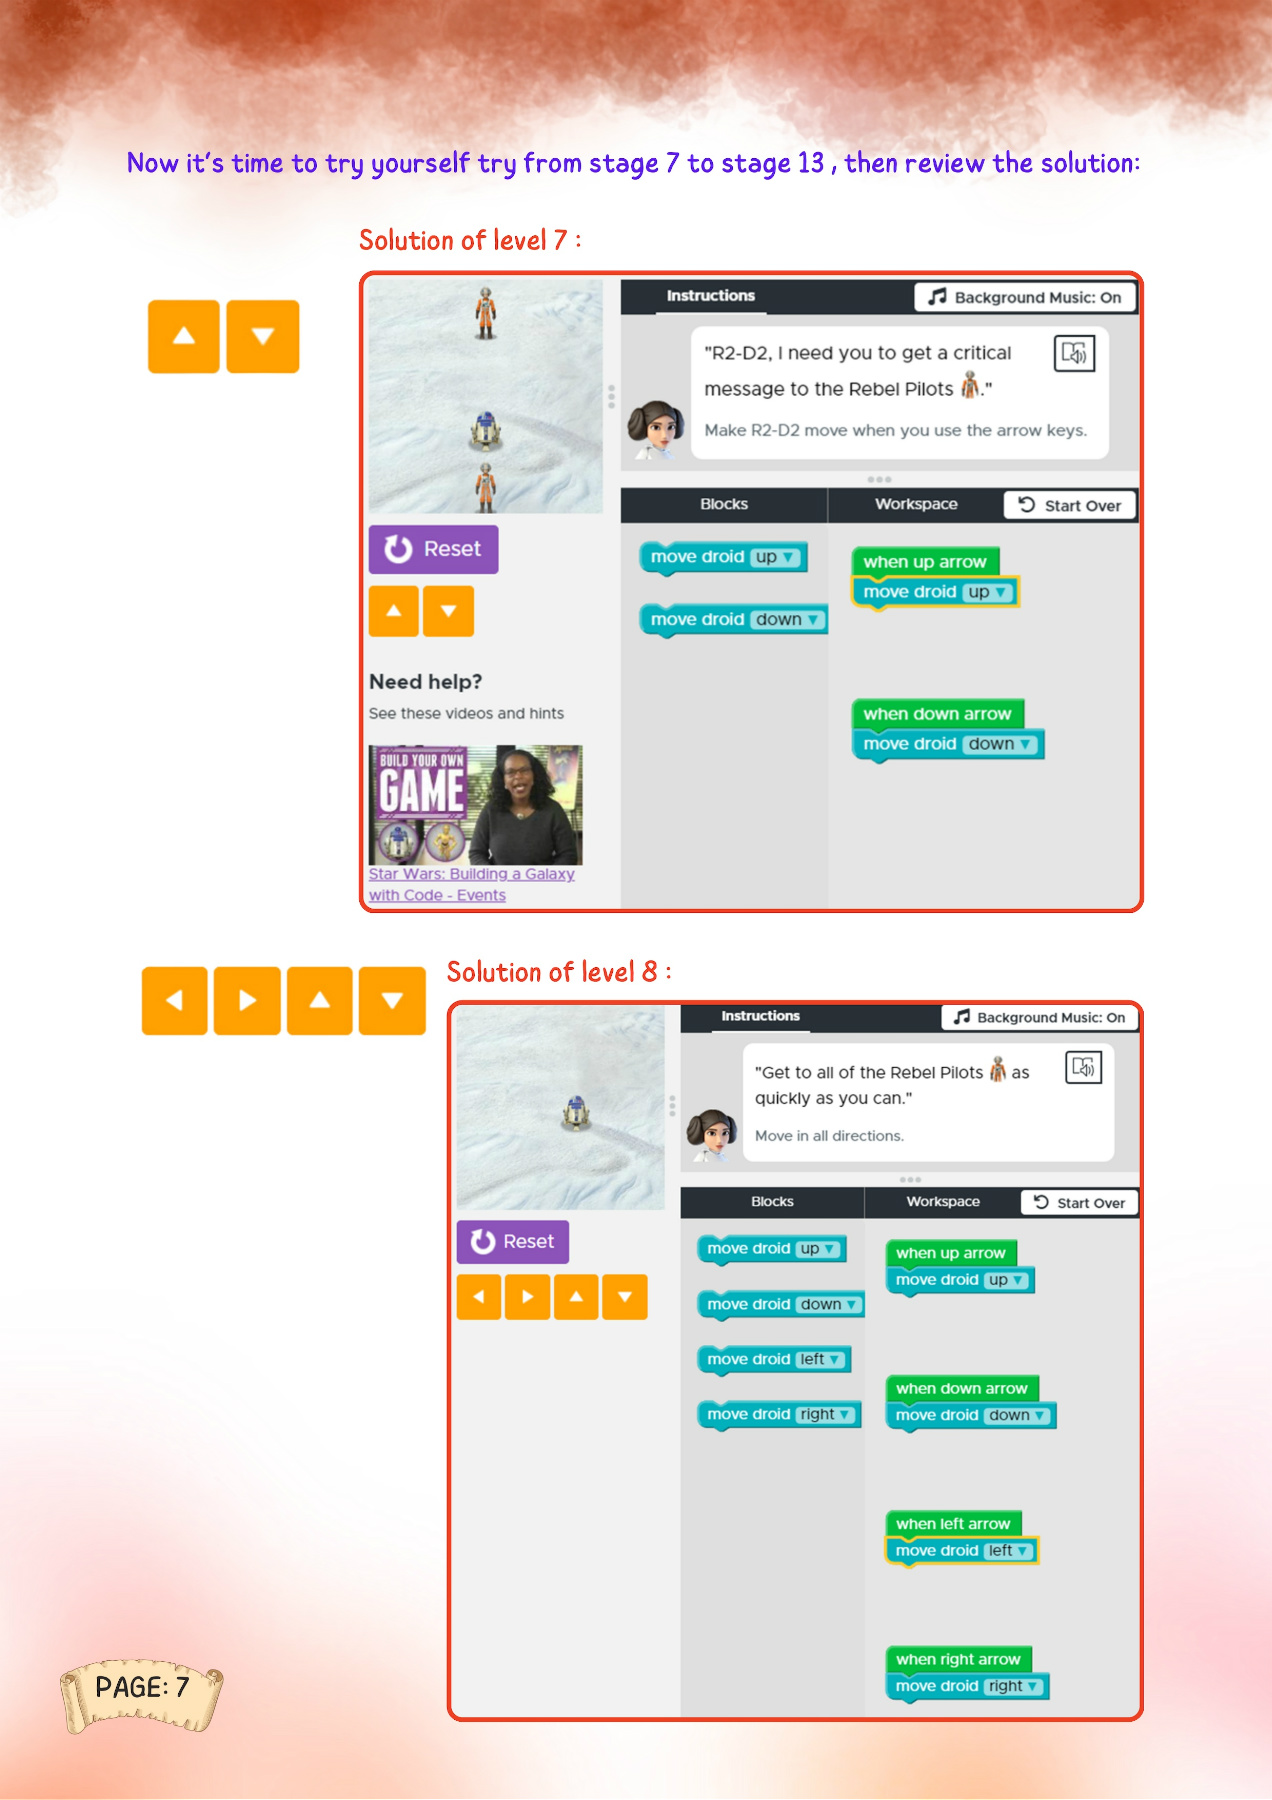 Now it's time to try yourself try from stage 7 to stage 13 , then review the solution:
Solution of level 7 :
Instructions
Background Music: On
"R2-D2, I need you to get a critical
message to the Rebel Pilots ."
Make R2-D2 move when you use the arrow keys.
Blocks
Workspace
Start Over
Reset
move droid up
move droid down
when up arrow
move droid up
when down arrow
move droid down
Need help?
See these videos and hints
BUILD YOUR OWN
GAME
Star Wars: Building a Galaxy
with Code - Events
Solution of level 8 :
Instructions
Background Music: On
"Get to all of the Rebel Pilots as
quickly as you can."
Move in all directions.
Blocks
Workspace
Start Over
Reset
move droid up
move droid down
move droid left
move droid right
when up arrow
move droid up
when down arrow
move droid down
when left arrow
move droid left
when right arrow
move droid right
PAGE: 7